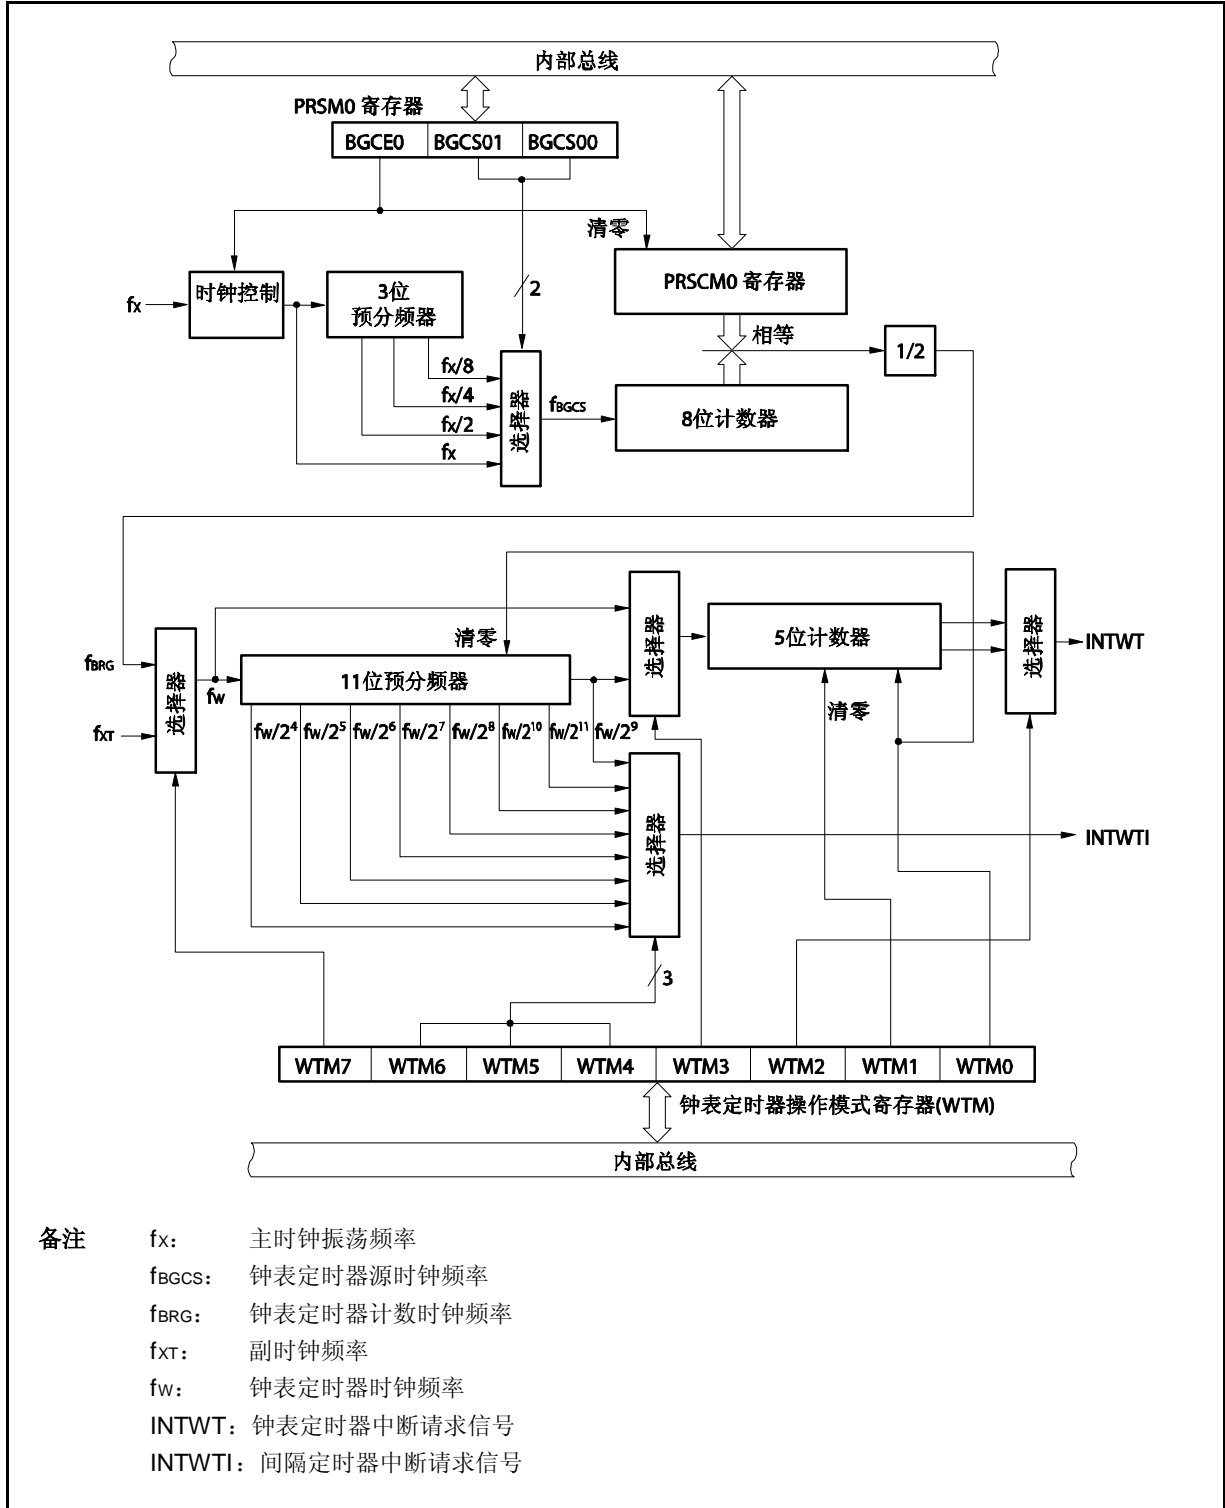 内部总线
PRSM0 寄存器
BGCE0 BGCS01 BGCS00
清零
时钟控制
3位
预分频器
2
PRSCM0 寄存器
fX
相等
1/2
fX/8
fX/4
fX/2
fX
选择器
fBGCS
8位计数器
清零
选择器
5位计数器
选择器
INTWT
fBRG
选择器
fW
11位预分频器
fXT
fW/2⁴ fW/2⁵ fW/2⁶ fW/2⁷ fW/2⁸ fW/2¹⁰ fW/2¹¹ fW/2⁹
清零
选择器
INTWTI
3
WTM7 WTM6 WTM5 WTM4 WTM3 WTM2 WTM1 WTM0
钟表定时器操作模式寄存器(WTM)
内部总线
备注 fX： 主时钟振荡频率
fBGCS： 钟表定时器源时钟频率
fBRG： 钟表定时器计数时钟频率
fXT： 副时钟频率
fW： 钟表定时器时钟频率
INTWT：钟表定时器中断请求信号
INTWTI：间隔定时器中断请求信号